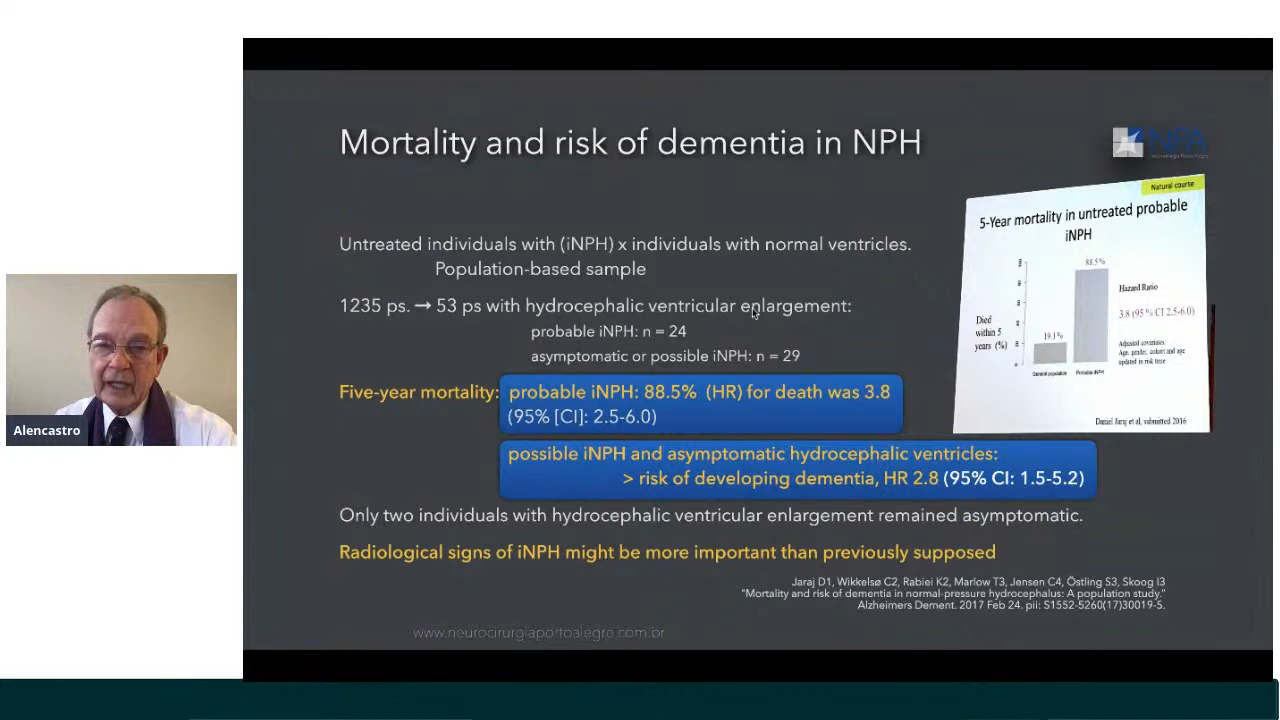 Mortality and risk of dementia in NPH
NPA
Natural course
5-Year mortality in untreated probable
iNPH
88.5%
19.1%
Died
within 5
years (%)
General population
Probable iNPH
Hazard Ratio
3.8 (95 % CI 2.5-6.0)
Adjusted covariates
Age, gender, cohort and age
updated in risk time
Daniel Jaraj et al, submitted 2016
Untreated individuals with (iNPH) x individuals with normal ventricles.
Population-based sample
1235 ps. → 53 ps with hydrocephalic ventricular enlargement:
probable iNPH: n = 24
asymptomatic or possible iNPH: n = 29
Five-year mortality: probable iNPH: 88.5% (HR) for death was 3.8
(95% [CI]: 2.5-6.0)
possible iNPH and asymptomatic hydrocephalic ventricles:
> risk of developing dementia, HR 2.8 (95% CI: 1.5-5.2)
Only two individuals with hydrocephalic ventricular enlargement remained asymptomatic.
Radiological signs of iNPH might be more important than previously supposed
Jaraj D1, Wikkelsø C2, Rabiei K2, Marlow T3, Jensen C4, Östling S3, Skoog I3
"Mortality and risk of dementia in normal-pressure hydrocephalus: A population study."
Alzheimers Dement. 2017 Feb 24. pii: S1552-5260(17)30019-5.
www.neurocirurgiaportoalegre.com.br
Alencastro